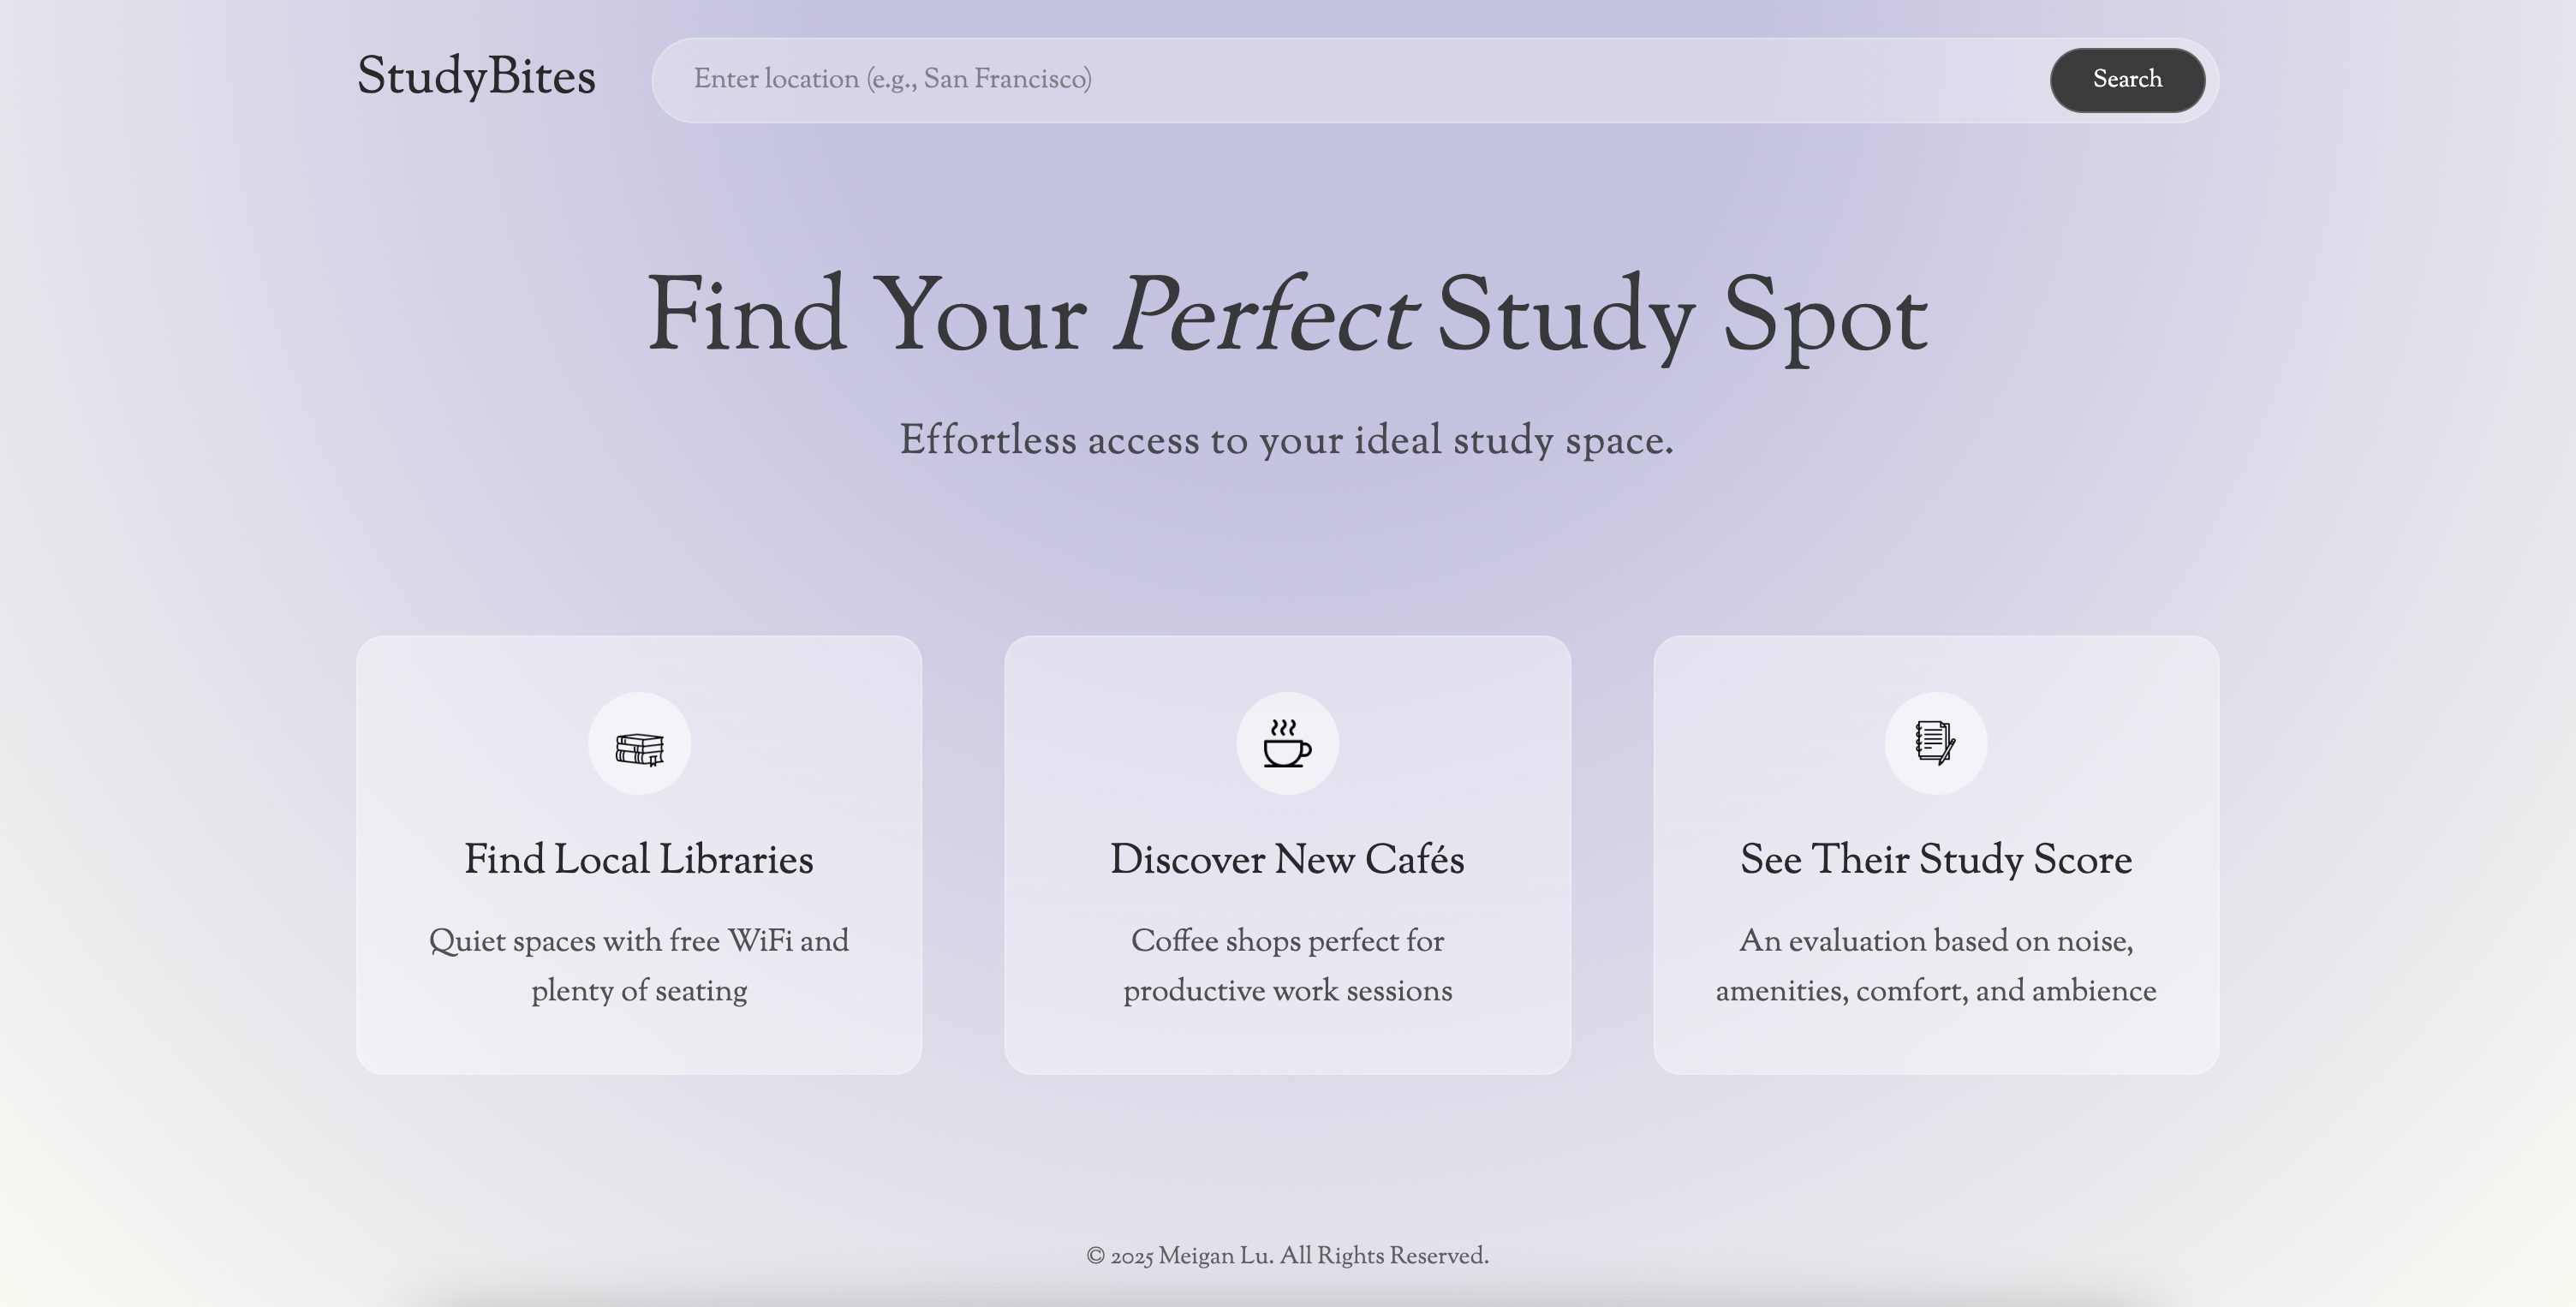 StudyBites
Enter location (e.g., San Francisco)
Search
Find Your Perfect Study Spot
Effortless access to your ideal study space.
Find Local Libraries
Quiet spaces with free WiFi and
plenty of seating
Discover New Cafés
Coffee shops perfect for
productive work sessions
See Their Study Score
An evaluation based on noise,
amenities, comfort, and ambience
© 2025 Meigan Lu. All Rights Reserved.